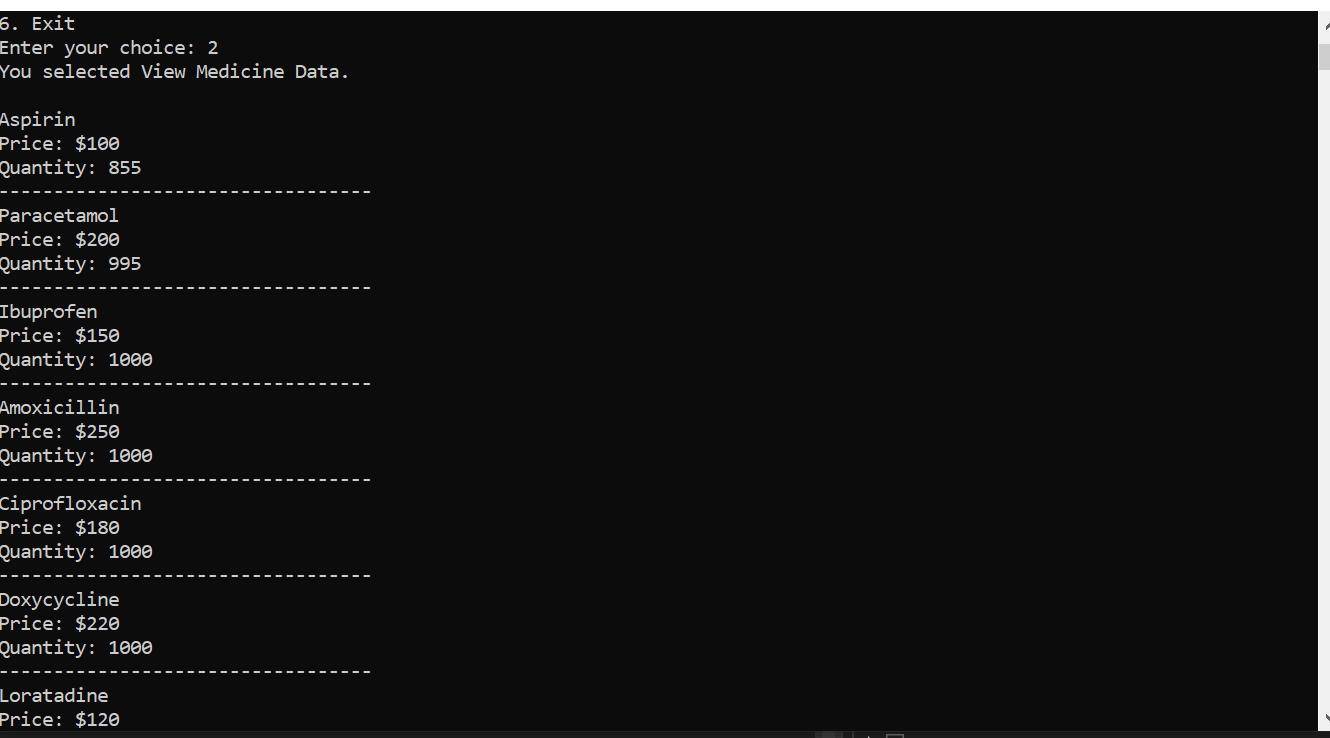 6. Exit
Enter your choice: 2
You selected View Medicine Data.
Aspirin
Price: $100
Quantity: 855
----------------------------------
Paracetamol
Price: $200
Quantity: 995
----------------------------------
Ibuprofen
Price: $150
Quantity: 1000
----------------------------------
Amoxicillin
Price: $250
Quantity: 1000
----------------------------------
Ciprofloxacin
Price: $180
Quantity: 1000
----------------------------------
Doxycycline
Price: $220
Quantity: 1000
----------------------------------
Loratadine
Price: $120